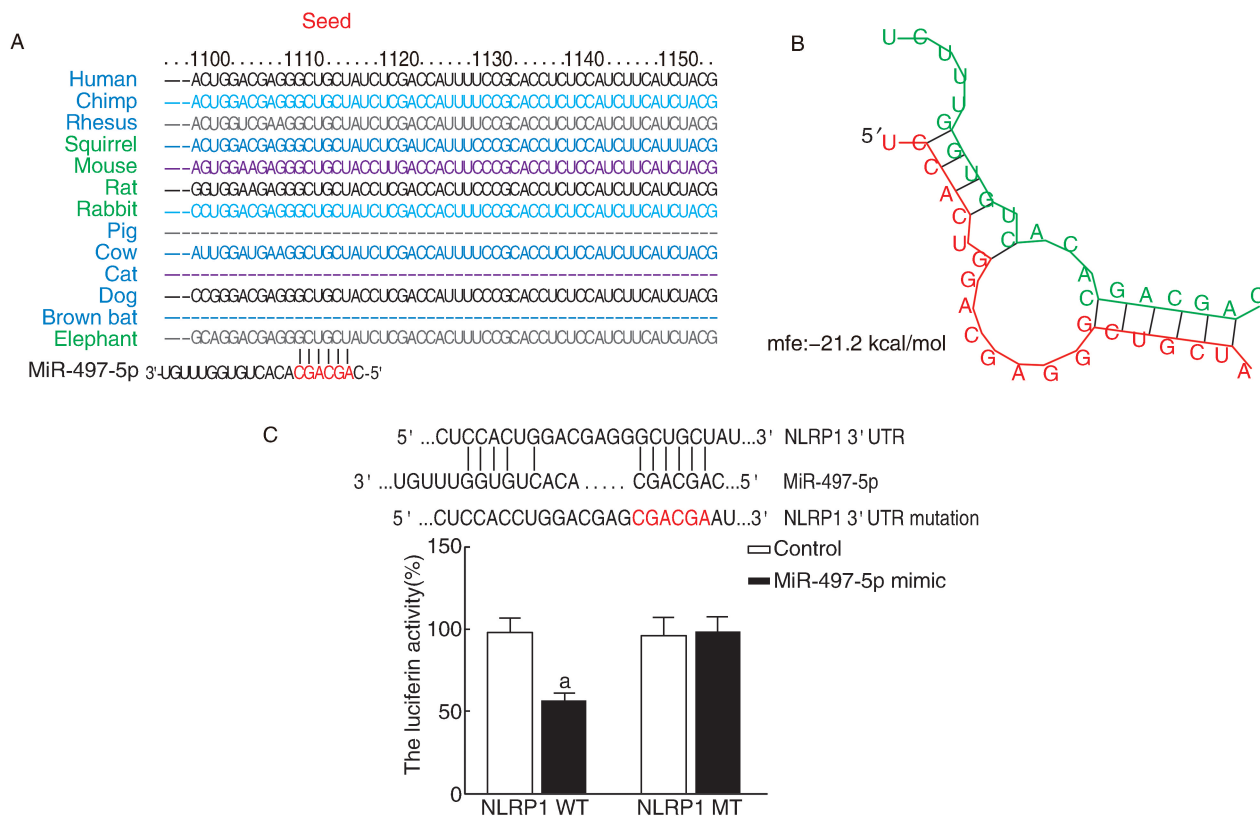 A
Seed
. . .1100. . . . . .1110. . . . . .1120. . . . . .1130. . . . . .1140. . . . . .1150. . .
Human ACUGGACGAGGGCUGCUAUCUCGACCAUUUUCCGCACCUCUCCAUCUUCAUCUACG
Chimp ACUGGACGAGGGCUGCUAUCUCGACCAUUUUCCGCACCUCUCCAUCUUCAUCUACG
Rhesus ACUGGUCGAAGGCUGCUAUCUCGACCAUUUUCCGCACCUCUCCAUCUUCAUCUACG
Squirrel ACUGGACGAGGGCUGCUAUCUCGAUCAUUUCCCGCACCUCUCCAUCUUCAUUUACG
Mouse AGUGGAAGAGGGCUGCUACCUUGACCACUUCCCGCACCUCUCCAUCUUCAUCUACG
Rat GGUGGAAGAGGGCUGCUACCUCGACCACUUCCCGCACCUCUCCAUCUUCAUCUACG
Rabbit CCUGGACGAGGGCUGCUACCUCGACCACUUUCCGCACCUCUCCAUCUUCAUCUACG
Pig
Cow AUUGGAUGAAGGCUGCUAUCUCGACCAUUUUCCGCACCUCUCCAUCUUCAUCUACG
Cat
Dog CCGGGACGAGGGCUGCUACCUCGACCAUUUCCCGCACCUCUCCAUCUUCAUCUACG
Brown bat
Elephant GCAGGACGAGGGCUGCUAUCUCGACCAUUUCCCGCACCUCUCCAUCUUCAUCUACG
MiR-497-5p 3'-UGUUUGGUGUCACACGACGAC-5'
B
U C U U U G G U G U C A C A C G A C G A C
5' U C C A C U G G A C G A G G G C U G C U A
mfe:−21.2 kcal/mol
C
5' ...CUCCACUGGACGAGGGCUGCUAU...3' NLRP1 3' UTR
3' ...UGUUUGGUGUCACA ..... CGACGAC...5' MiR-497-5p
5' ...CUCCACCUGGACGAGCGACGAAU...3' NLRP1 3' UTR mutation
The luciferin activity(%)
150
100
50
0
Control
MiR-497-5p mimic
a
NLRP1 WT NLRP1 MT